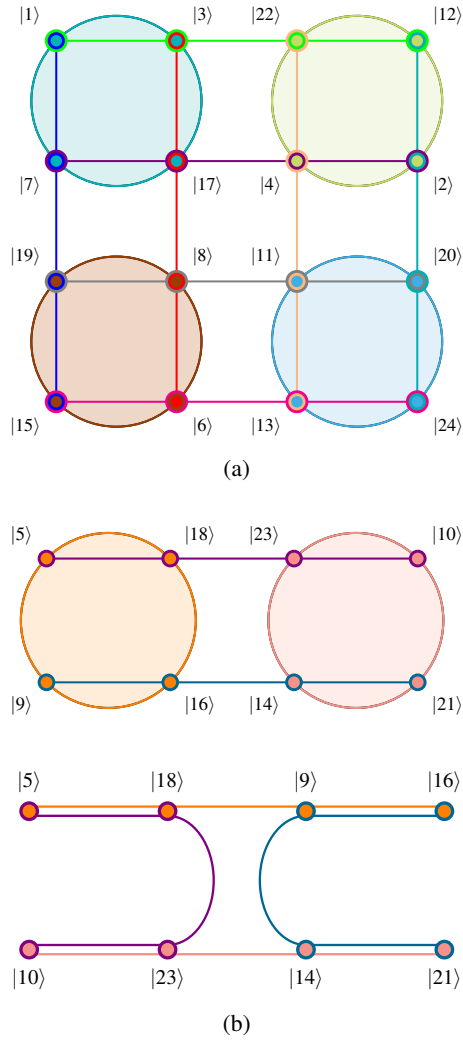 |1⟩ |3⟩ |22⟩ |12⟩
|7⟩ |17⟩ |4⟩ |2⟩
|19⟩ |8⟩ |11⟩ |20⟩
|15⟩ |6⟩ |13⟩ |24⟩
(a)
|5⟩ |18⟩ |23⟩ |10⟩
|9⟩ |16⟩ |14⟩ |21⟩
|5⟩ |18⟩ |9⟩ |16⟩
|10⟩ |23⟩ |14⟩ |21⟩
(b)